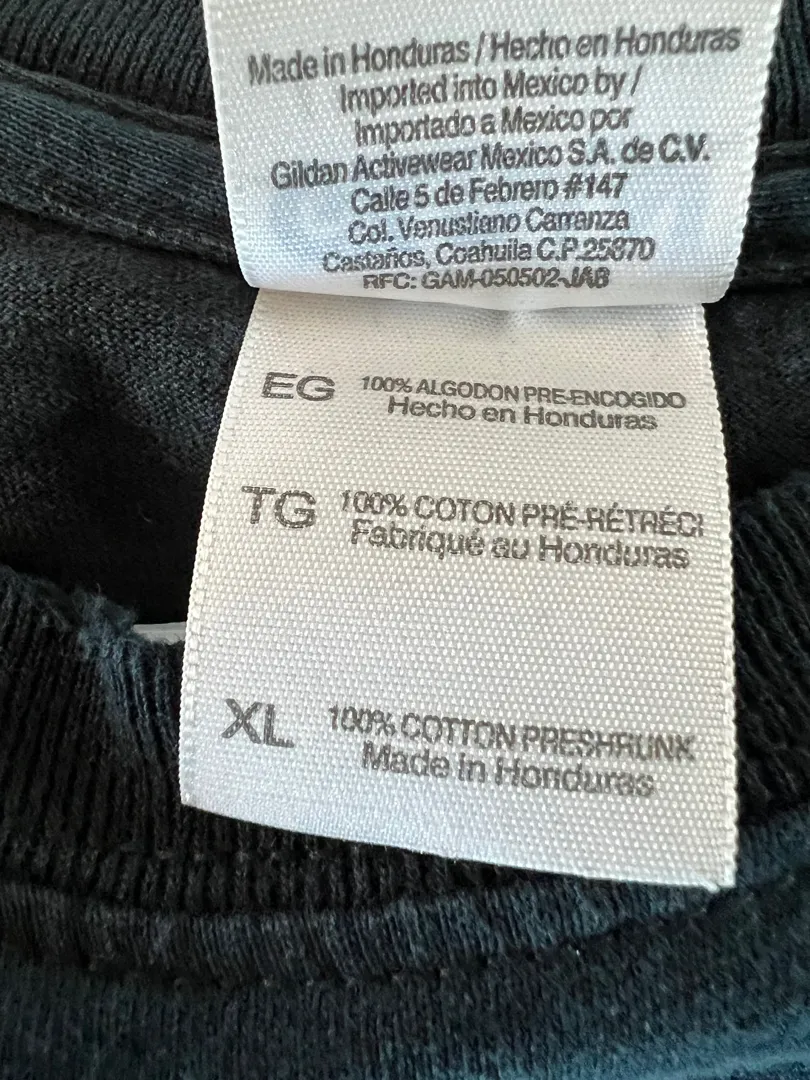 Made in Honduras / Hecho en Honduras
Imported into Mexico by /
Importado a Mexico por
Gildan Activewear Mexico S.A. de C.V.
Calle 5 de Febrero #147
Col. Venustiano Carranza
Castaños, Coahuila C.P. 25870
RFC: GAM-050502-JA8
EG 100% ALGODON PRE-ENCOGIDO
Hecho en Honduras
TG 100% COTON PRÉ-RÉTRÉCI
Fabriqué au Honduras
XL 100% COTTON PRESHRUNK
Made in Honduras